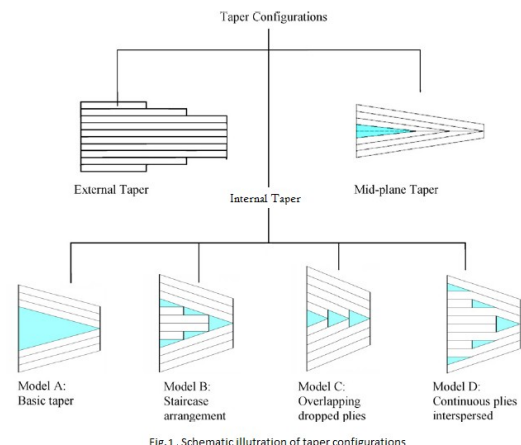 Taper Configurations
External Taper
Mid-plane Taper
Internal Taper
Model A:
Basic taper
Model B:
Staircase
arrangement
Model C:
Overlapping
dropped plies
Model D:
Continuous plies
interspersed
Fig.1 . Schematic illutration of taper configurations